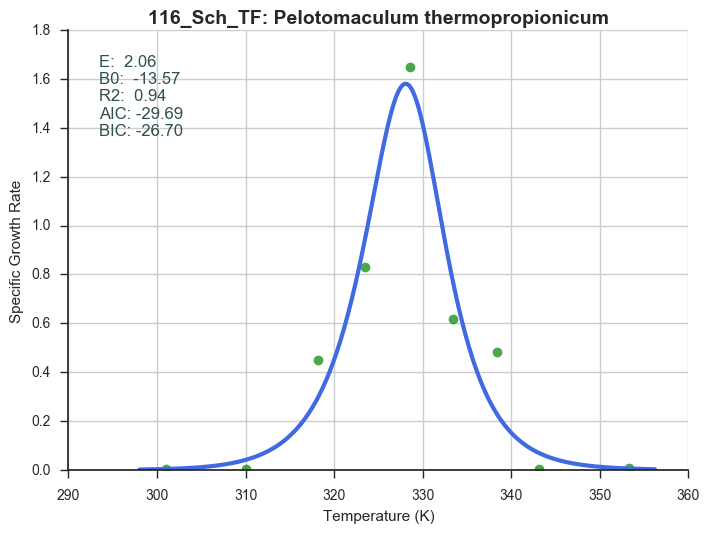 116_Sch_TF: Pelotomaculum thermopropionicum
1.8
1.6
1.4
1.2
1.0
0.8
0.6
0.4
0.2
0.0
Specific Growth Rate
E: 2.06
B0: -13.57
R2: 0.94
AIC: -29.69
BIC: -26.70
290 300 310 320 330 340 350 360
Temperature (K)